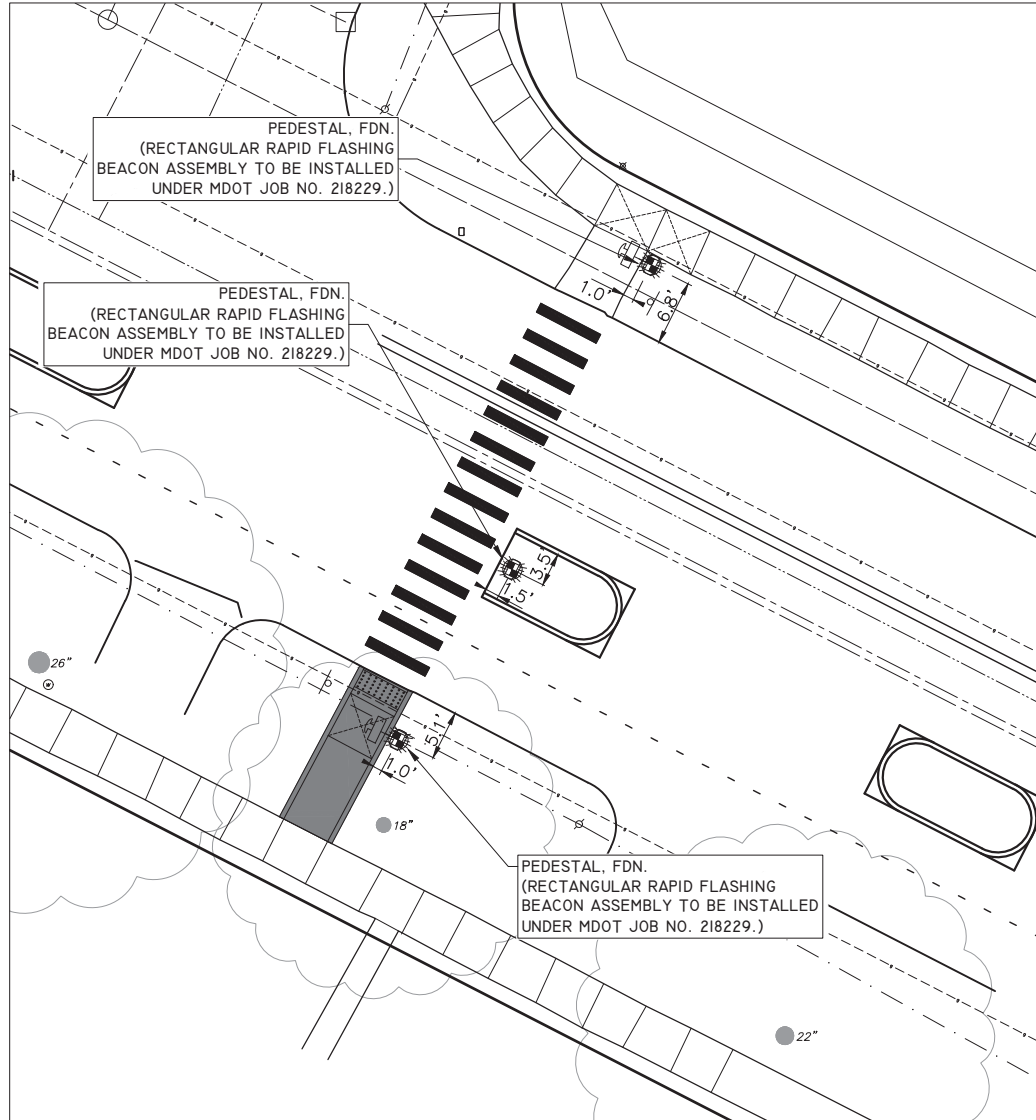 PEDESTAL, FDN.
(RECTANGULAR RAPID FLASHING
BEACON ASSEMBLY TO BE INSTALLED
UNDER MDOT JOB NO. 218229.)
1.0'
6.8'
PEDESTAL, FDN.
(RECTANGULAR RAPID FLASHING
BEACON ASSEMBLY TO BE INSTALLED
UNDER MDOT JOB NO. 218229.)
3.5'
1.5'
26"
5.1'
1.0'
18"
PEDESTAL, FDN.
(RECTANGULAR RAPID FLASHING
BEACON ASSEMBLY TO BE INSTALLED
UNDER MDOT JOB NO. 218229.)
22"